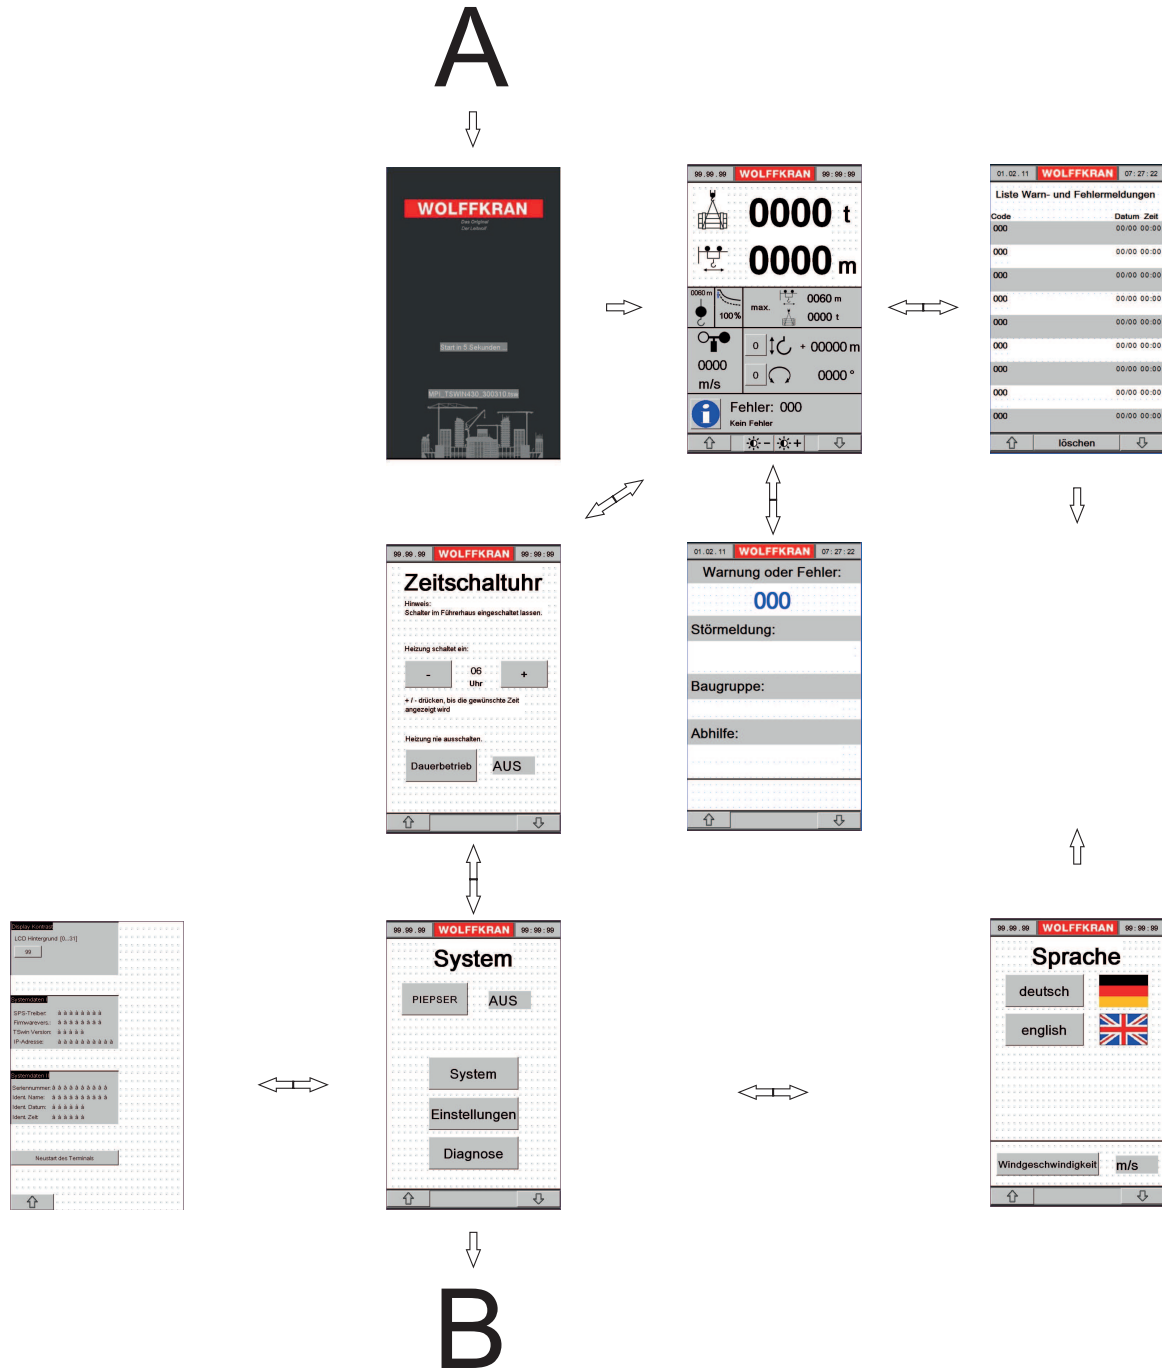 A
WOLFFKRAN
Das Original
Der Leitwolf
Start in 5 Sekunden...
MPI_TSWIN430_300310.tsw
99.99.99 WOLFFKRAN 99:99:99
0000 t
0000 m
0060 m
100%
max.
0060 m
0000 t
0000
m/s
0 + 00000 m
0 0000 °
Fehler: 000
Kein Fehler
- +
01.02.11 WOLFFKRAN 07:27:22
Liste Warn- und Fehlermeldungen
Code Datum Zeit
000 00/00 00:00
000 00/00 00:00
000 00/00 00:00
000 00/00 00:00
000 00/00 00:00
000 00/00 00:00
000 00/00 00:00
000 00/00 00:00
000 00/00 00:00
löschen
99.99.99 WOLFFKRAN 99:99:99
Zeitschaltuhr
Hinweis:
Schalter im Führerhaus eingeschaltet lassen.
Heizung schaltet ein:
- 06 +
Uhr
+ / - drücken, bis die gewünschte Zeit
angezeigt wird
Heizung nie ausschalten.
Dauerbetrieb AUS
01.02.11 WOLFFKRAN 07:27:22
Warnung oder Fehler:
000
Störmeldung:
Baugruppe:
Abhilfe:
Display Kontrast
LCD Hintergrund [0...31]
99
Systemdaten I
SPS-Treiber: à à à à à à à à
Firmwarevers.: à à à à à à à à
TSwin Version: à à à à à
IP-Adresse: à à à à à à à à à à
Systemdaten II
Seriennummer: à à à à à à à à à à
Ident. Name: à à à à à à à à à à
Ident. Datum: à à à à à à
Ident. Zeit: à à à à à à
Neustart des Terminals
99.99.99 WOLFFKRAN 99:99:99
System
PIEPSER AUS
System
Einstellungen
Diagnose
99.99.99 WOLFFKRAN 99:99:99
Sprache
deutsch
english
Windgeschwindigkeit m/s
B